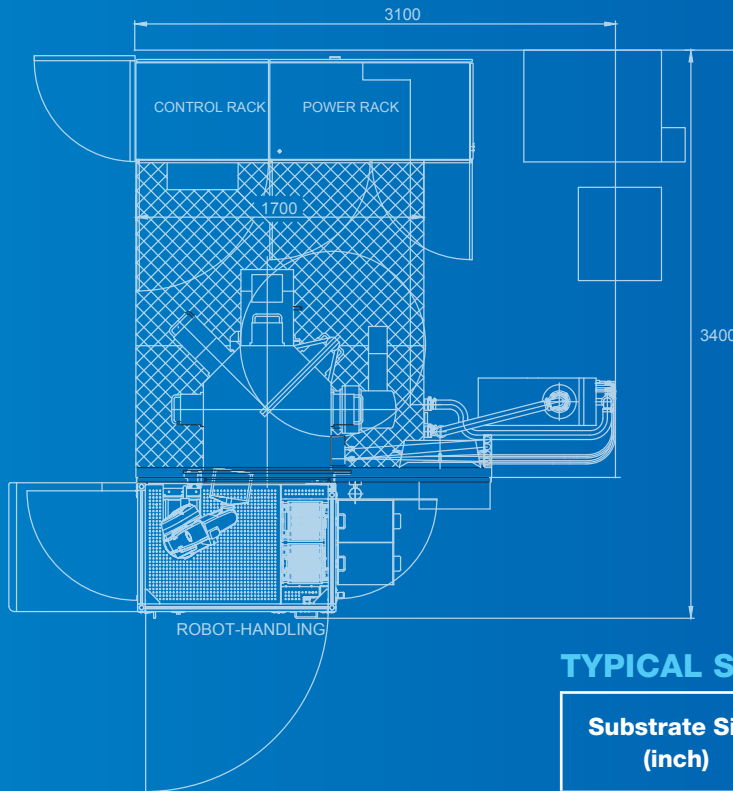 3100
CONTROL RACK POWER RACK
1700
3400
ROBOT-HANDLING
TYPICAL S
Substrate Si
(inch)